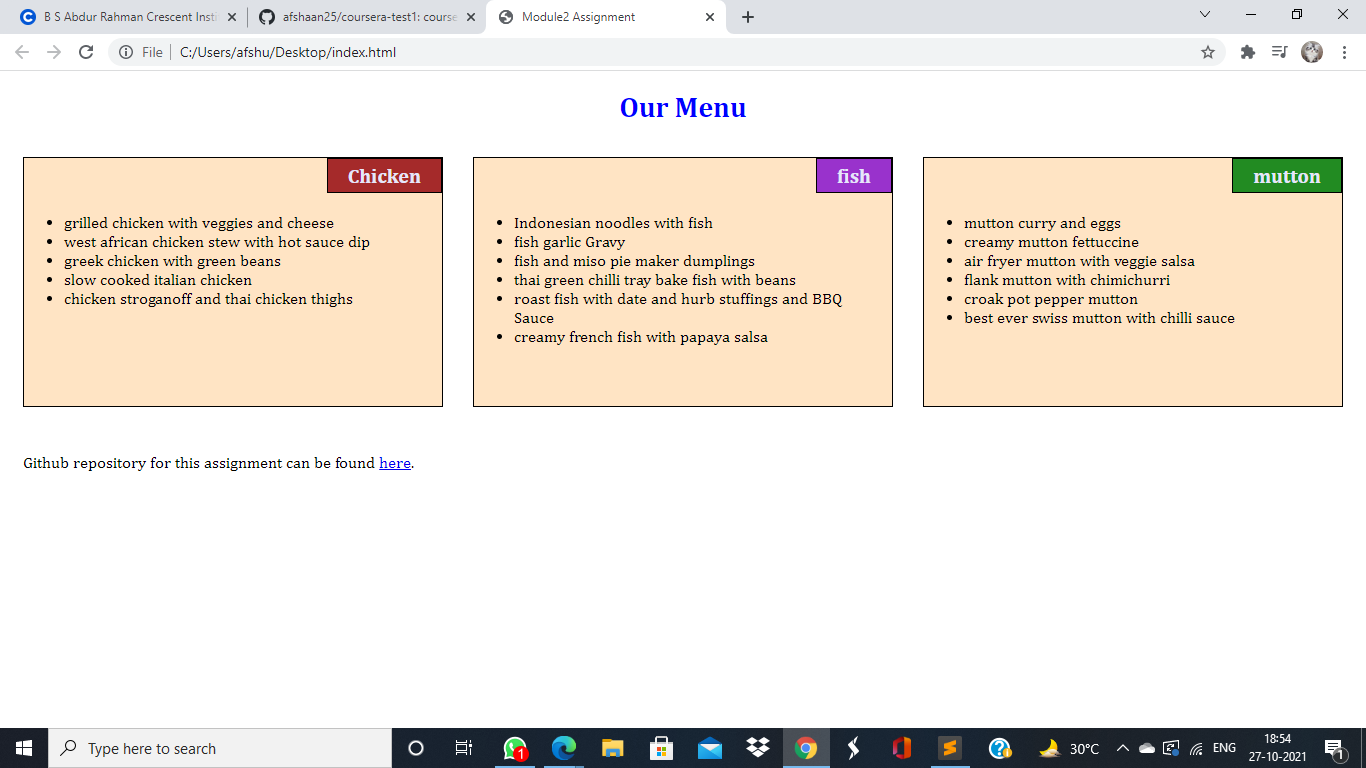 B S Abdur Rahman Crescent Insti
afshaan25/coursera-test1: course
Module2 Assignment
File
C:/Users/afshu/Desktop/index.html
Our Menu
Chicken
grilled chicken with veggies and cheese
west african chicken stew with hot sauce dip
greek chicken with green beans
slow cooked italian chicken
chicken stroganoff and thai chicken thighs
fish
Indonesian noodles with fish
fish garlic Gravy
fish and miso pie maker dumplings
thai green chilli tray bake fish with beans
roast fish with date and hurb stuffings and BBQ
Sauce
creamy french fish with papaya salsa
mutton
mutton curry and eggs
creamy mutton fettuccine
air fryer mutton with veggie salsa
flank mutton with chimichurri
croak pot pepper mutton
best ever swiss mutton with chilli sauce
Github repository for this assignment can be found here.
Type here to search
1
30°C
ENG
18:54
27-10-2021
1